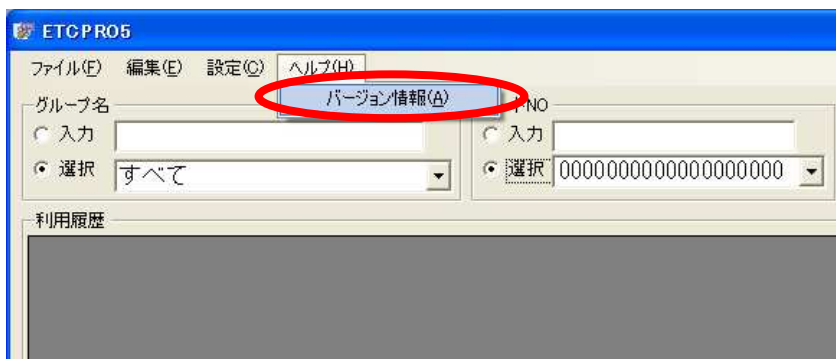 ETCPRO5
ファイル(F) 編集(E) 設定(C) ヘルプ(H)
バージョン情報(A)
グループ名
入力
選択 すべて
NO
入力
選択 0000000000000000000
利用履歴